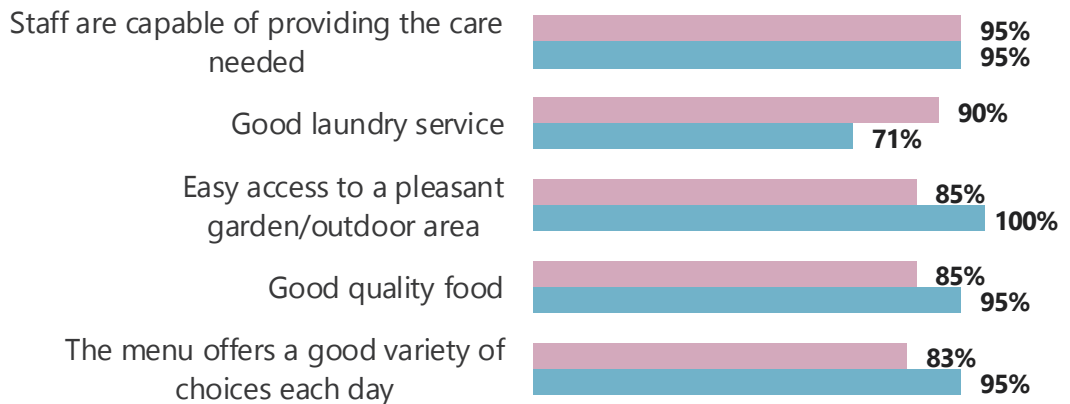 Staff are capable of providing the care
needed
95%
95%
Good laundry service
90%
71%
Easy access to a pleasant
garden/outdoor area
85%
100%
Good quality food
85%
95%
The menu offers a good variety of
choices each day
83%
95%